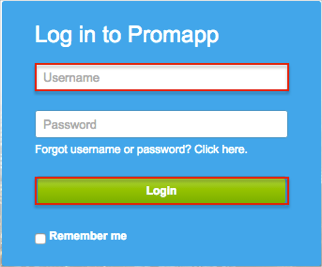 Log in to Promapp
Username
Password
Forgot username or password? Click here.
Login
Remember me